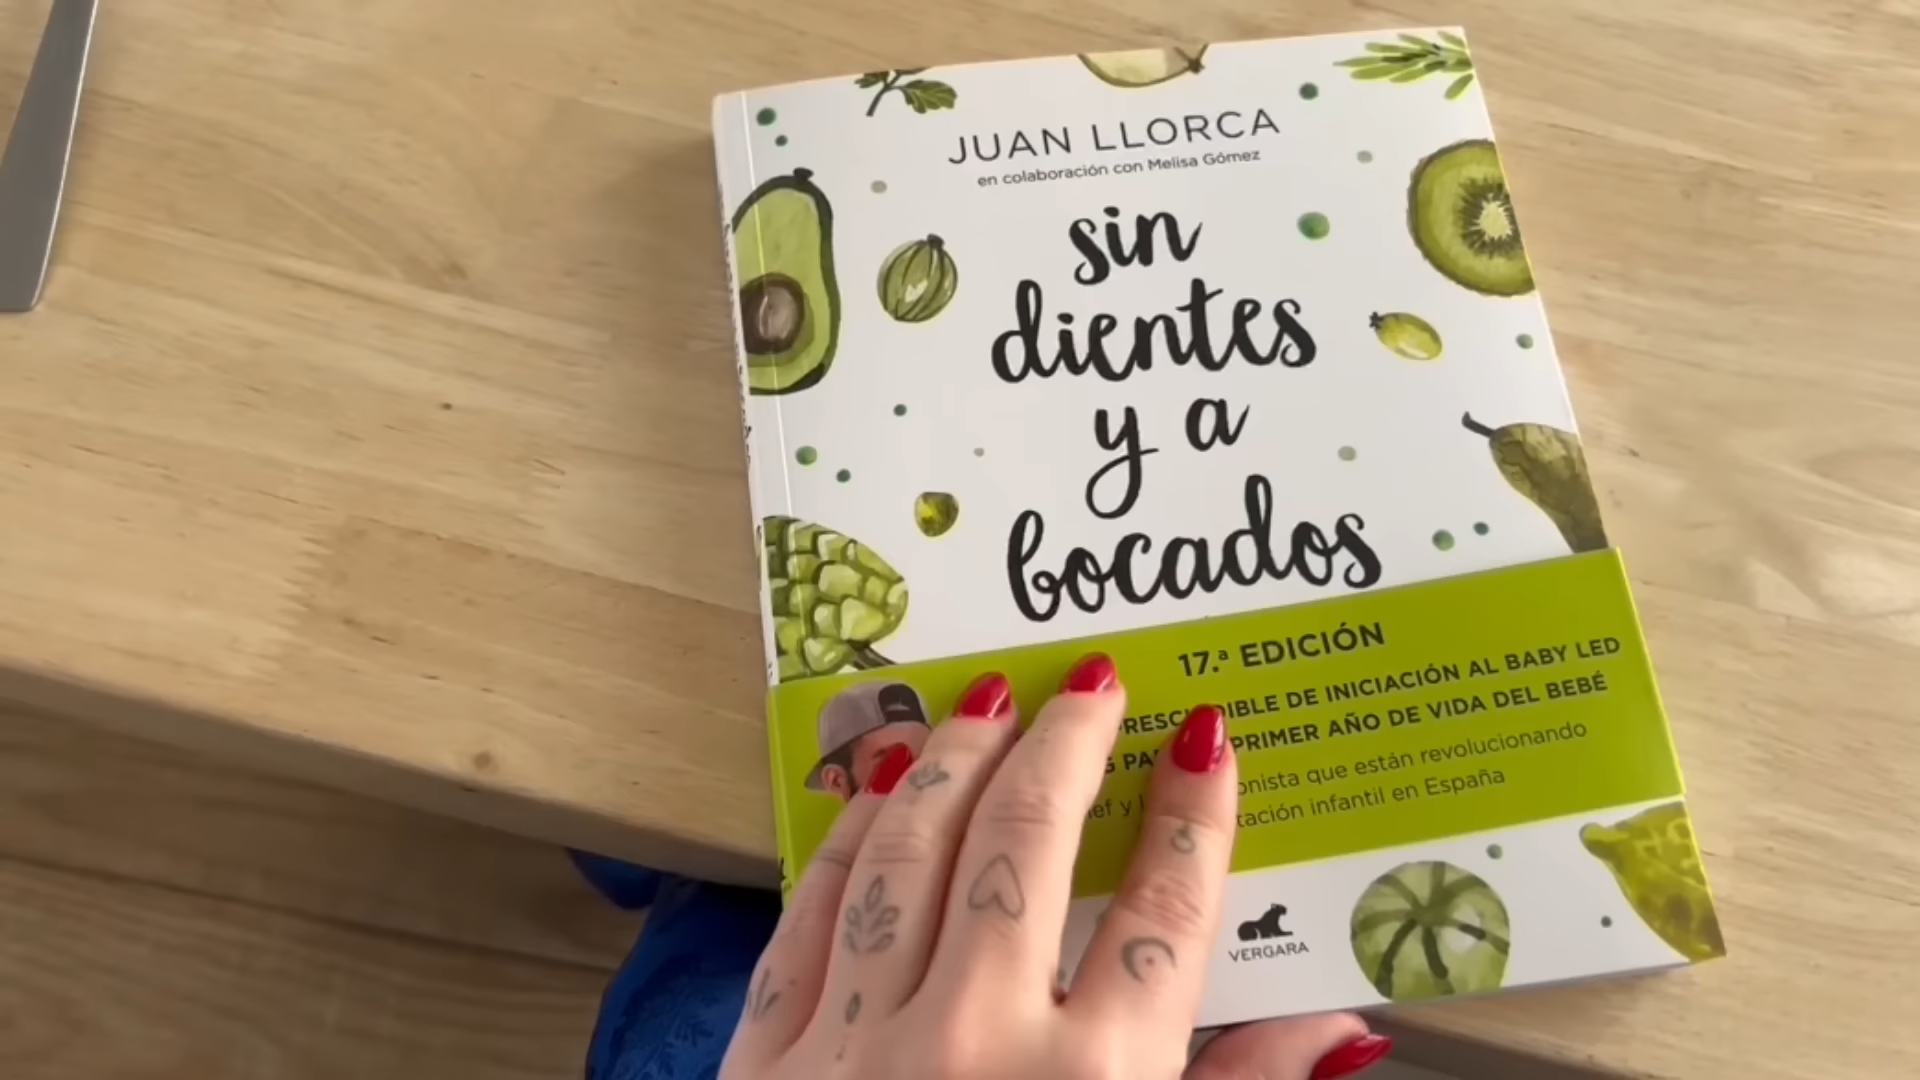 JUAN LLORCA
en colaboración con Melisa Gómez
sin
dientes
y a
bocados
17.ª EDICIÓN
DE INICIACIÓN AL BABY LED
PRIMER AÑO DE VIDA DEL BEBÉ
que están revolucionando
infantil en España
VERGARA